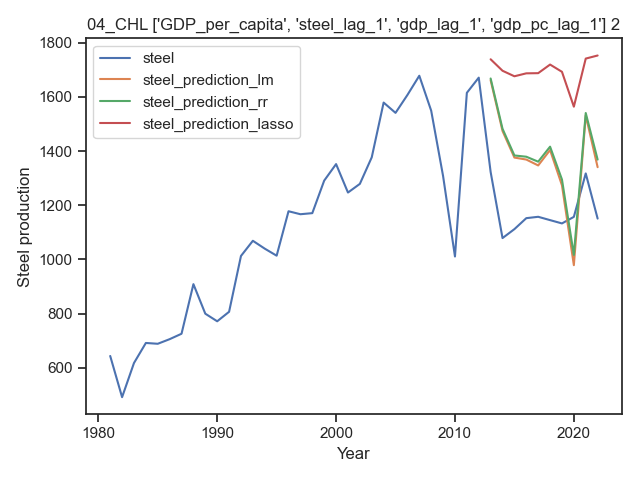 04_CHL ['GDP_per_capita', 'steel_lag_1', 'gdp_lag_1', 'gdp_pc_lag_1'] 2
steel
steel_prediction_lm
steel_prediction_rr
steel_prediction_lasso
Steel production
1800
1600
1400
1200
1000
800
600
1980
1990
2000
2010
2020
Year